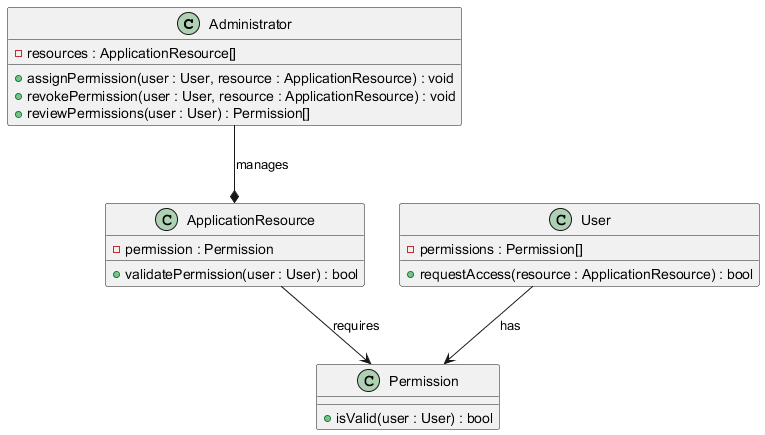 C Administrator
resources : ApplicationResource[]
assignPermission(user : User, resource : ApplicationResource) : void
revokePermission(user : User, resource : ApplicationResource) : void
reviewPermissions(user : User) : Permission[]
manages
C ApplicationResource
permission : Permission
validatePermission(user : User) : bool
C User
permissions : Permission[]
requestAccess(resource : ApplicationResource) : bool
requires
has
C Permission
isValid(user : User) : bool